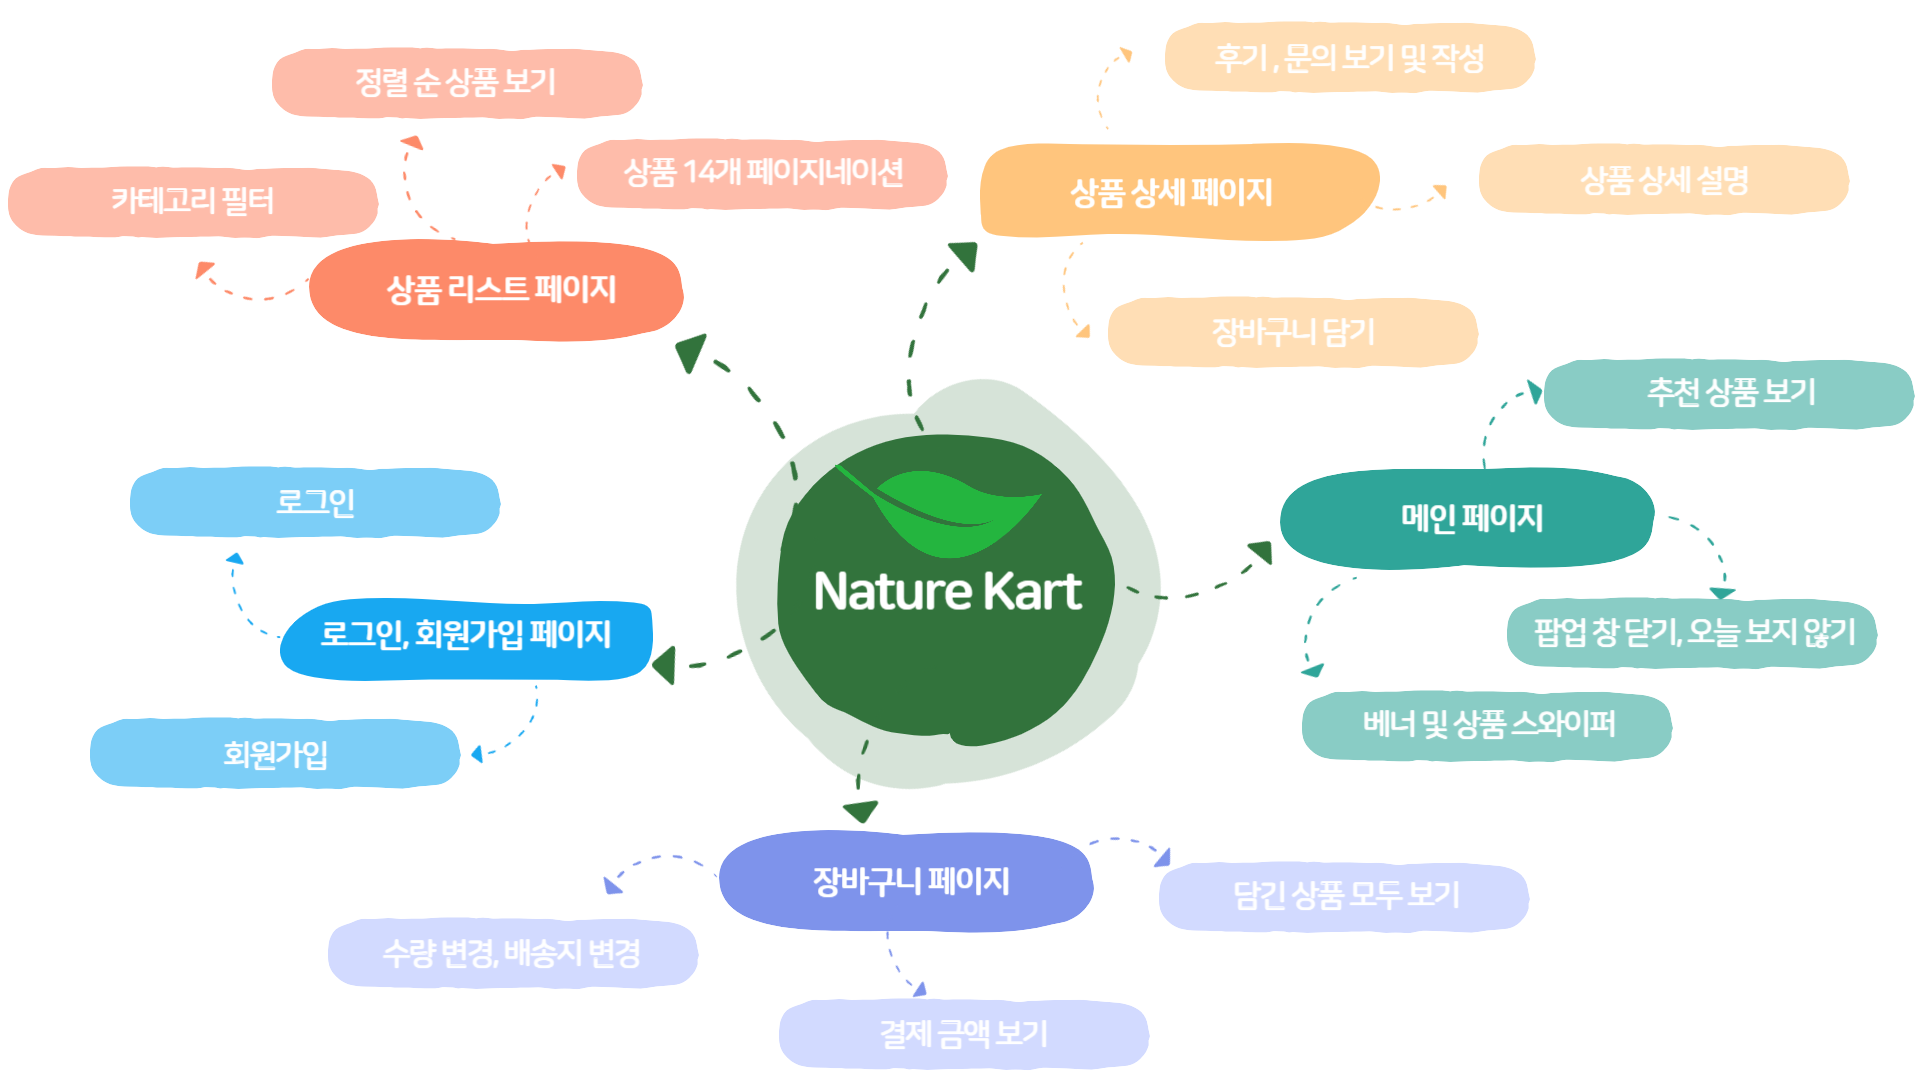 후기 , 문의 보기 및 작성
정렬 순 상품 보기
상품 14개 페이지네이션
카테고리 필터
상품 상세 페이지
상품 상세 설명
상품 리스트 페이지
장바구니 담기
추천 상품 보기
로그인
메인 페이지
Nature Kart
로그인, 회원가입 페이지
팝업 창 닫기, 오늘 보지 않기
베너 및 상품 스와이퍼
회원가입
장바구니 페이지
담긴 상품 모두 보기
수량 변경, 배송지 변경
결제 금액 보기